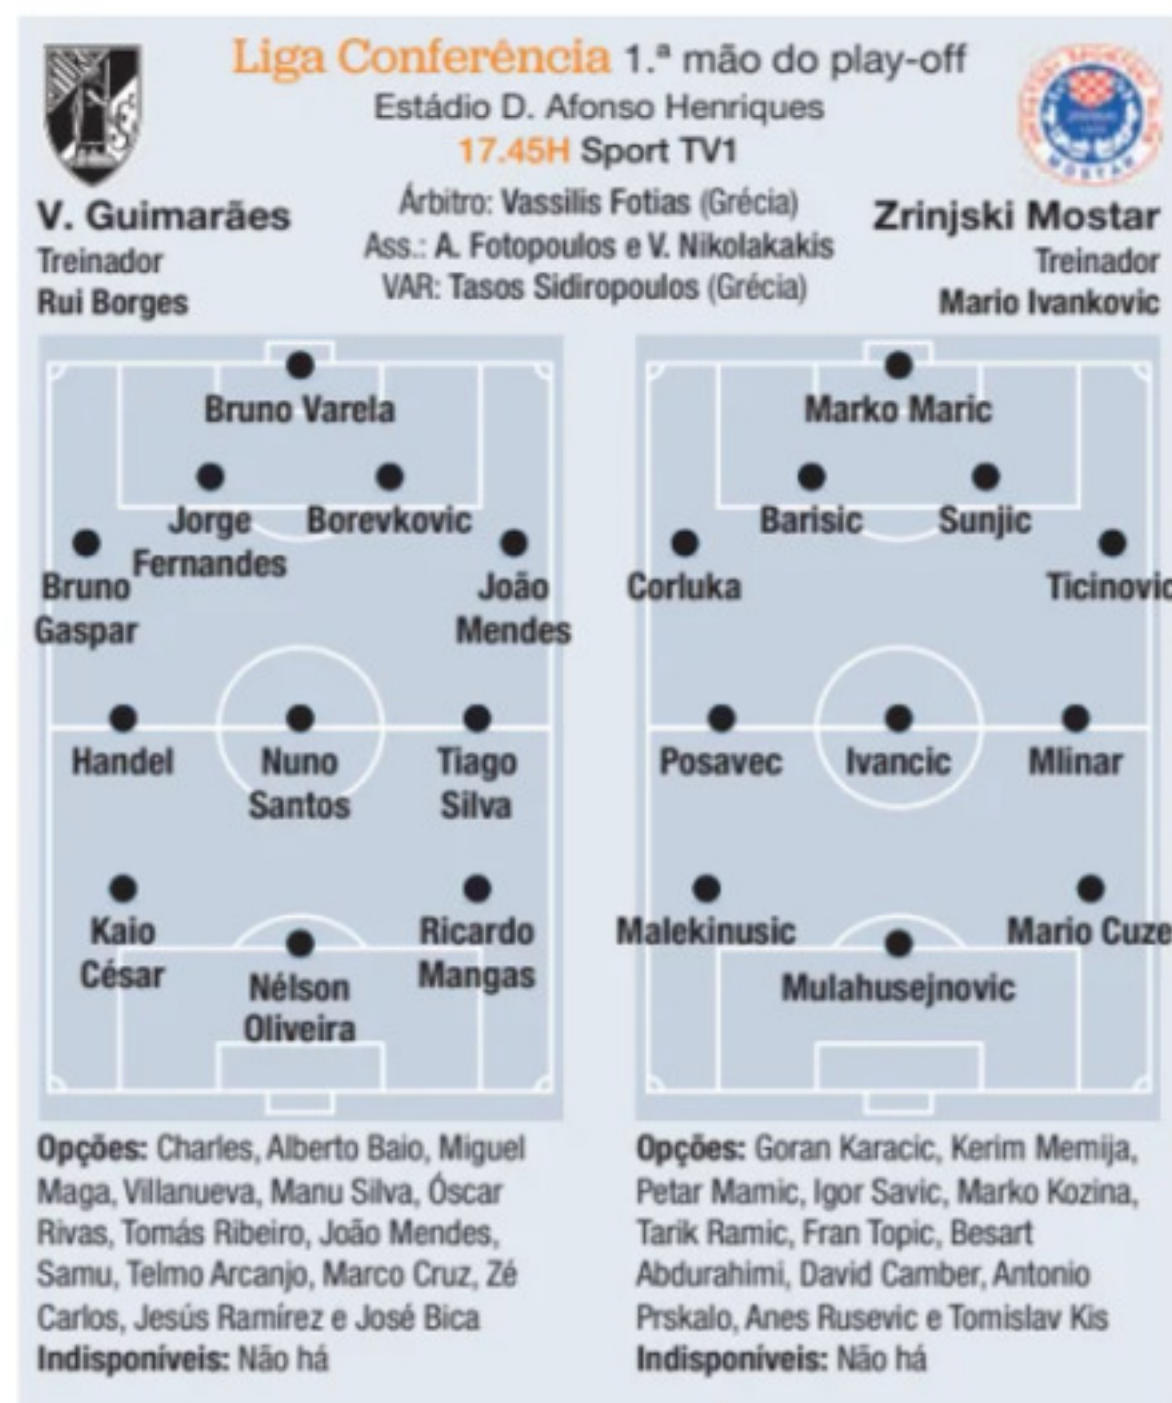 Liga Conferência 1.ª mão do play-off
Estádio D. Afonso Henriques
17.45H Sport TV1
Árbitro: Vassilis Fotias (Grécia)
Ass.: A. Fotopoulos e V. Nikolakakis
VAR: Tasos Sidiropoulos (Grécia)
V. Guimarães
Treinador
Rui Borges
Zrinjski Mostar
Treinador
Mario Ivankovic
MOSTAR
Bruno Varela
Jorge
Fernandes
Borevkovic
Bruno
Gaspar
João
Mendes
Handel
Nuno
Santos
Tiago
Silva
Kaio
César
Nélson
Oliveira
Ricardo
Mangas
Opções: Charles, Alberto Baio, Miguel
Maga, Villanueva, Manu Silva, Óscar
Rivas, Tomás Ribeiro, João Mendes,
Samu, Telmo Arcanjo, Marco Cruz, Zé
Carlos, Jesús Ramírez e José Bica
Indisponíveis: Não há
Marko Maric
Barisic
Sunjic
Corluka
Ticinovic
Posavec
Ivancic
Mlinar
Malekinusic
Mulahusejnovic
Mario Cuze
Opções: Goran Karacic, Kerim Memija,
Petar Mamic, Igor Savic, Marko Kozina,
Tarik Ramic, Fran Topic, Besart
Abdurahimi, David Camber, Antonio
Prskalo, Anes Rusevic e Tomislav Kis
Indisponíveis: Não há